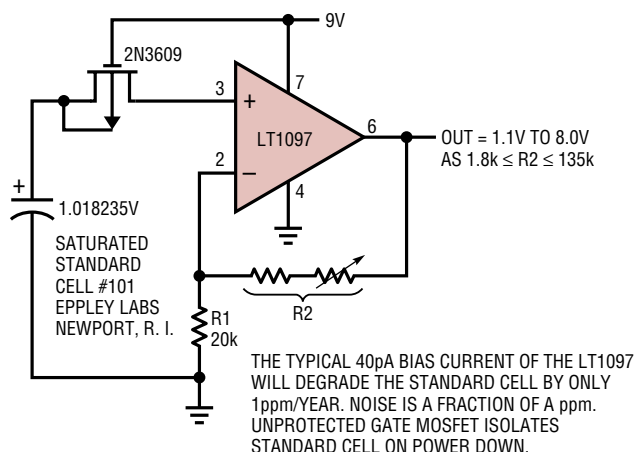 9V
2N3609
3
7
+
LT1097
6
OUT = 1.1V TO 8.0V
AS 1.8k ≤ R2 ≤ 135k
2
−
4
+
1.018235V
SATURATED
STANDARD
CELL #101
EPPLEY LABS
NEWPORT, R. I.
R2
R1
20k
THE TYPICAL 40pA BIAS CURRENT OF THE LT1097
WILL DEGRADE THE STANDARD CELL BY ONLY
1ppm/YEAR. NOISE IS A FRACTION OF A ppm.
UNPROTECTED GATE MOSFET ISOLATES
STANDARD CELL ON POWER DOWN.